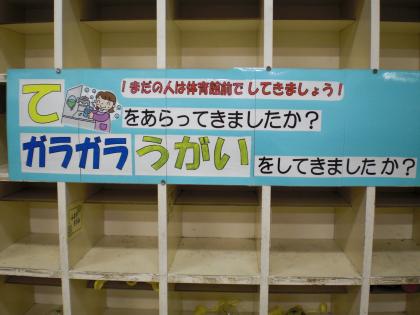 ！まだの人は体育館前で してきましょう！
て をあらってきましたか？
ガラガラ うがい をしてきましたか？